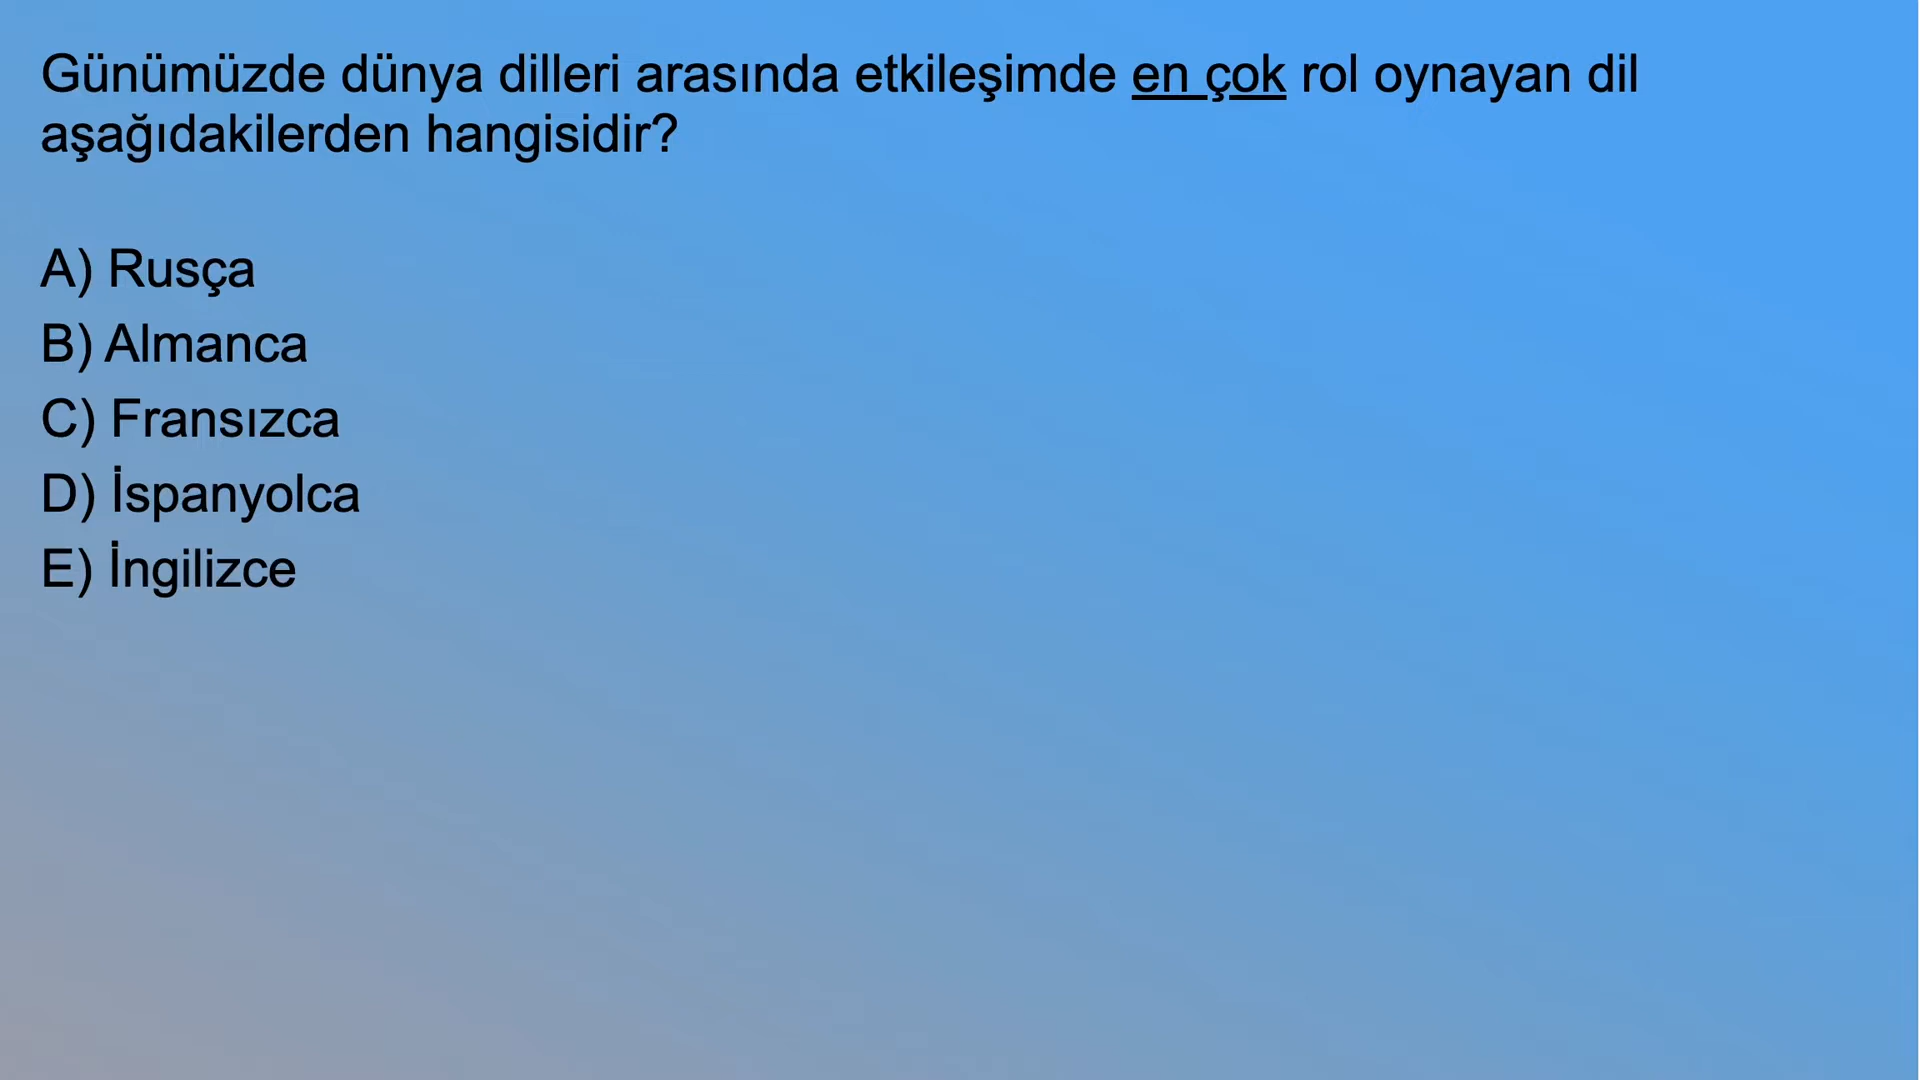 Günümüzde dünya dilleri arasında etkileşimde en çok rol oynayan dil
aşağıdakilerden hangisidir?
A) Rusça
B) Almanca
C) Fransızca
D) İspanyolca
E) İngilizce